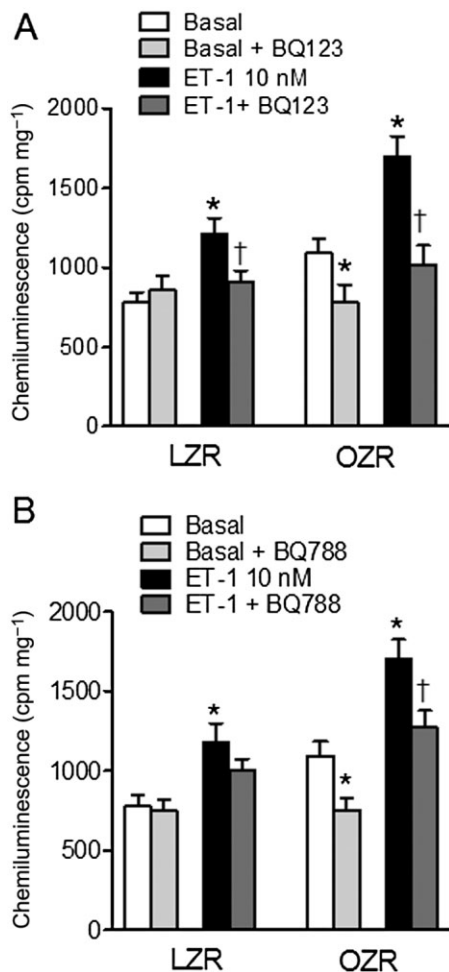 A
Basal
Basal + BQ123
ET-1 10 nM
ET-1+ BQ123
Chemiluminescence (cpm mg⁻¹)
2000
1500
1000
500
0
*
†
*
*
†
LZR
OZR
B
Basal
Basal + BQ788
ET-1 10 nM
ET-1 + BQ788
Chemiluminescence (cpm mg⁻¹)
2000
1500
1000
500
0
*
*
*
†
LZR
OZR